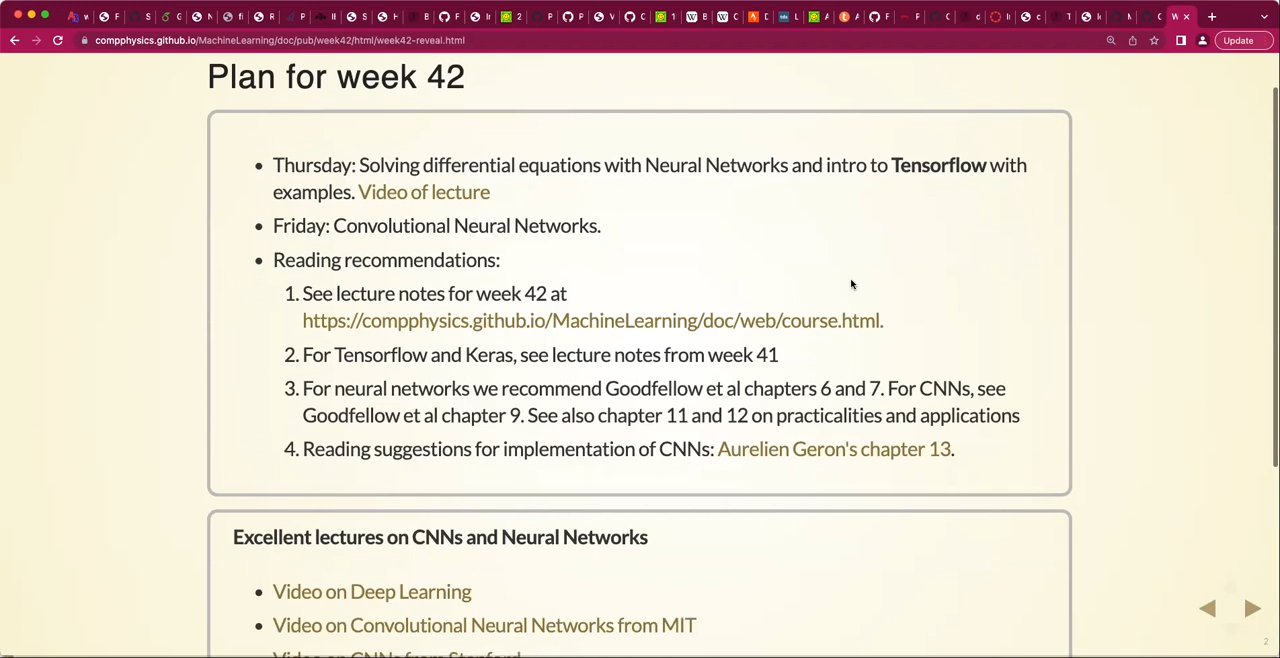 compphysics.github.io/MachineLearning/doc/pub/week42/html/week42-reveal.html
Update
Plan for week 42
• Thursday: Solving differential equations with Neural Networks and intro to Tensorflow with
examples. Video of lecture
• Friday: Convolutional Neural Networks.
• Reading recommendations:
1. See lecture notes for week 42 at
https://compphysics.github.io/MachineLearning/doc/web/course.html.
2. For Tensorflow and Keras, see lecture notes from week 41
3. For neural networks we recommend Goodfellow et al chapters 6 and 7. For CNNs, see
Goodfellow et al chapter 9. See also chapter 11 and 12 on practicalities and applications
4. Reading suggestions for implementation of CNNs: Aurelien Geron's chapter 13.
Excellent lectures on CNNs and Neural Networks
• Video on Deep Learning
• Video on Convolutional Neural Networks from MIT
Video on CNNs from Stanford
2